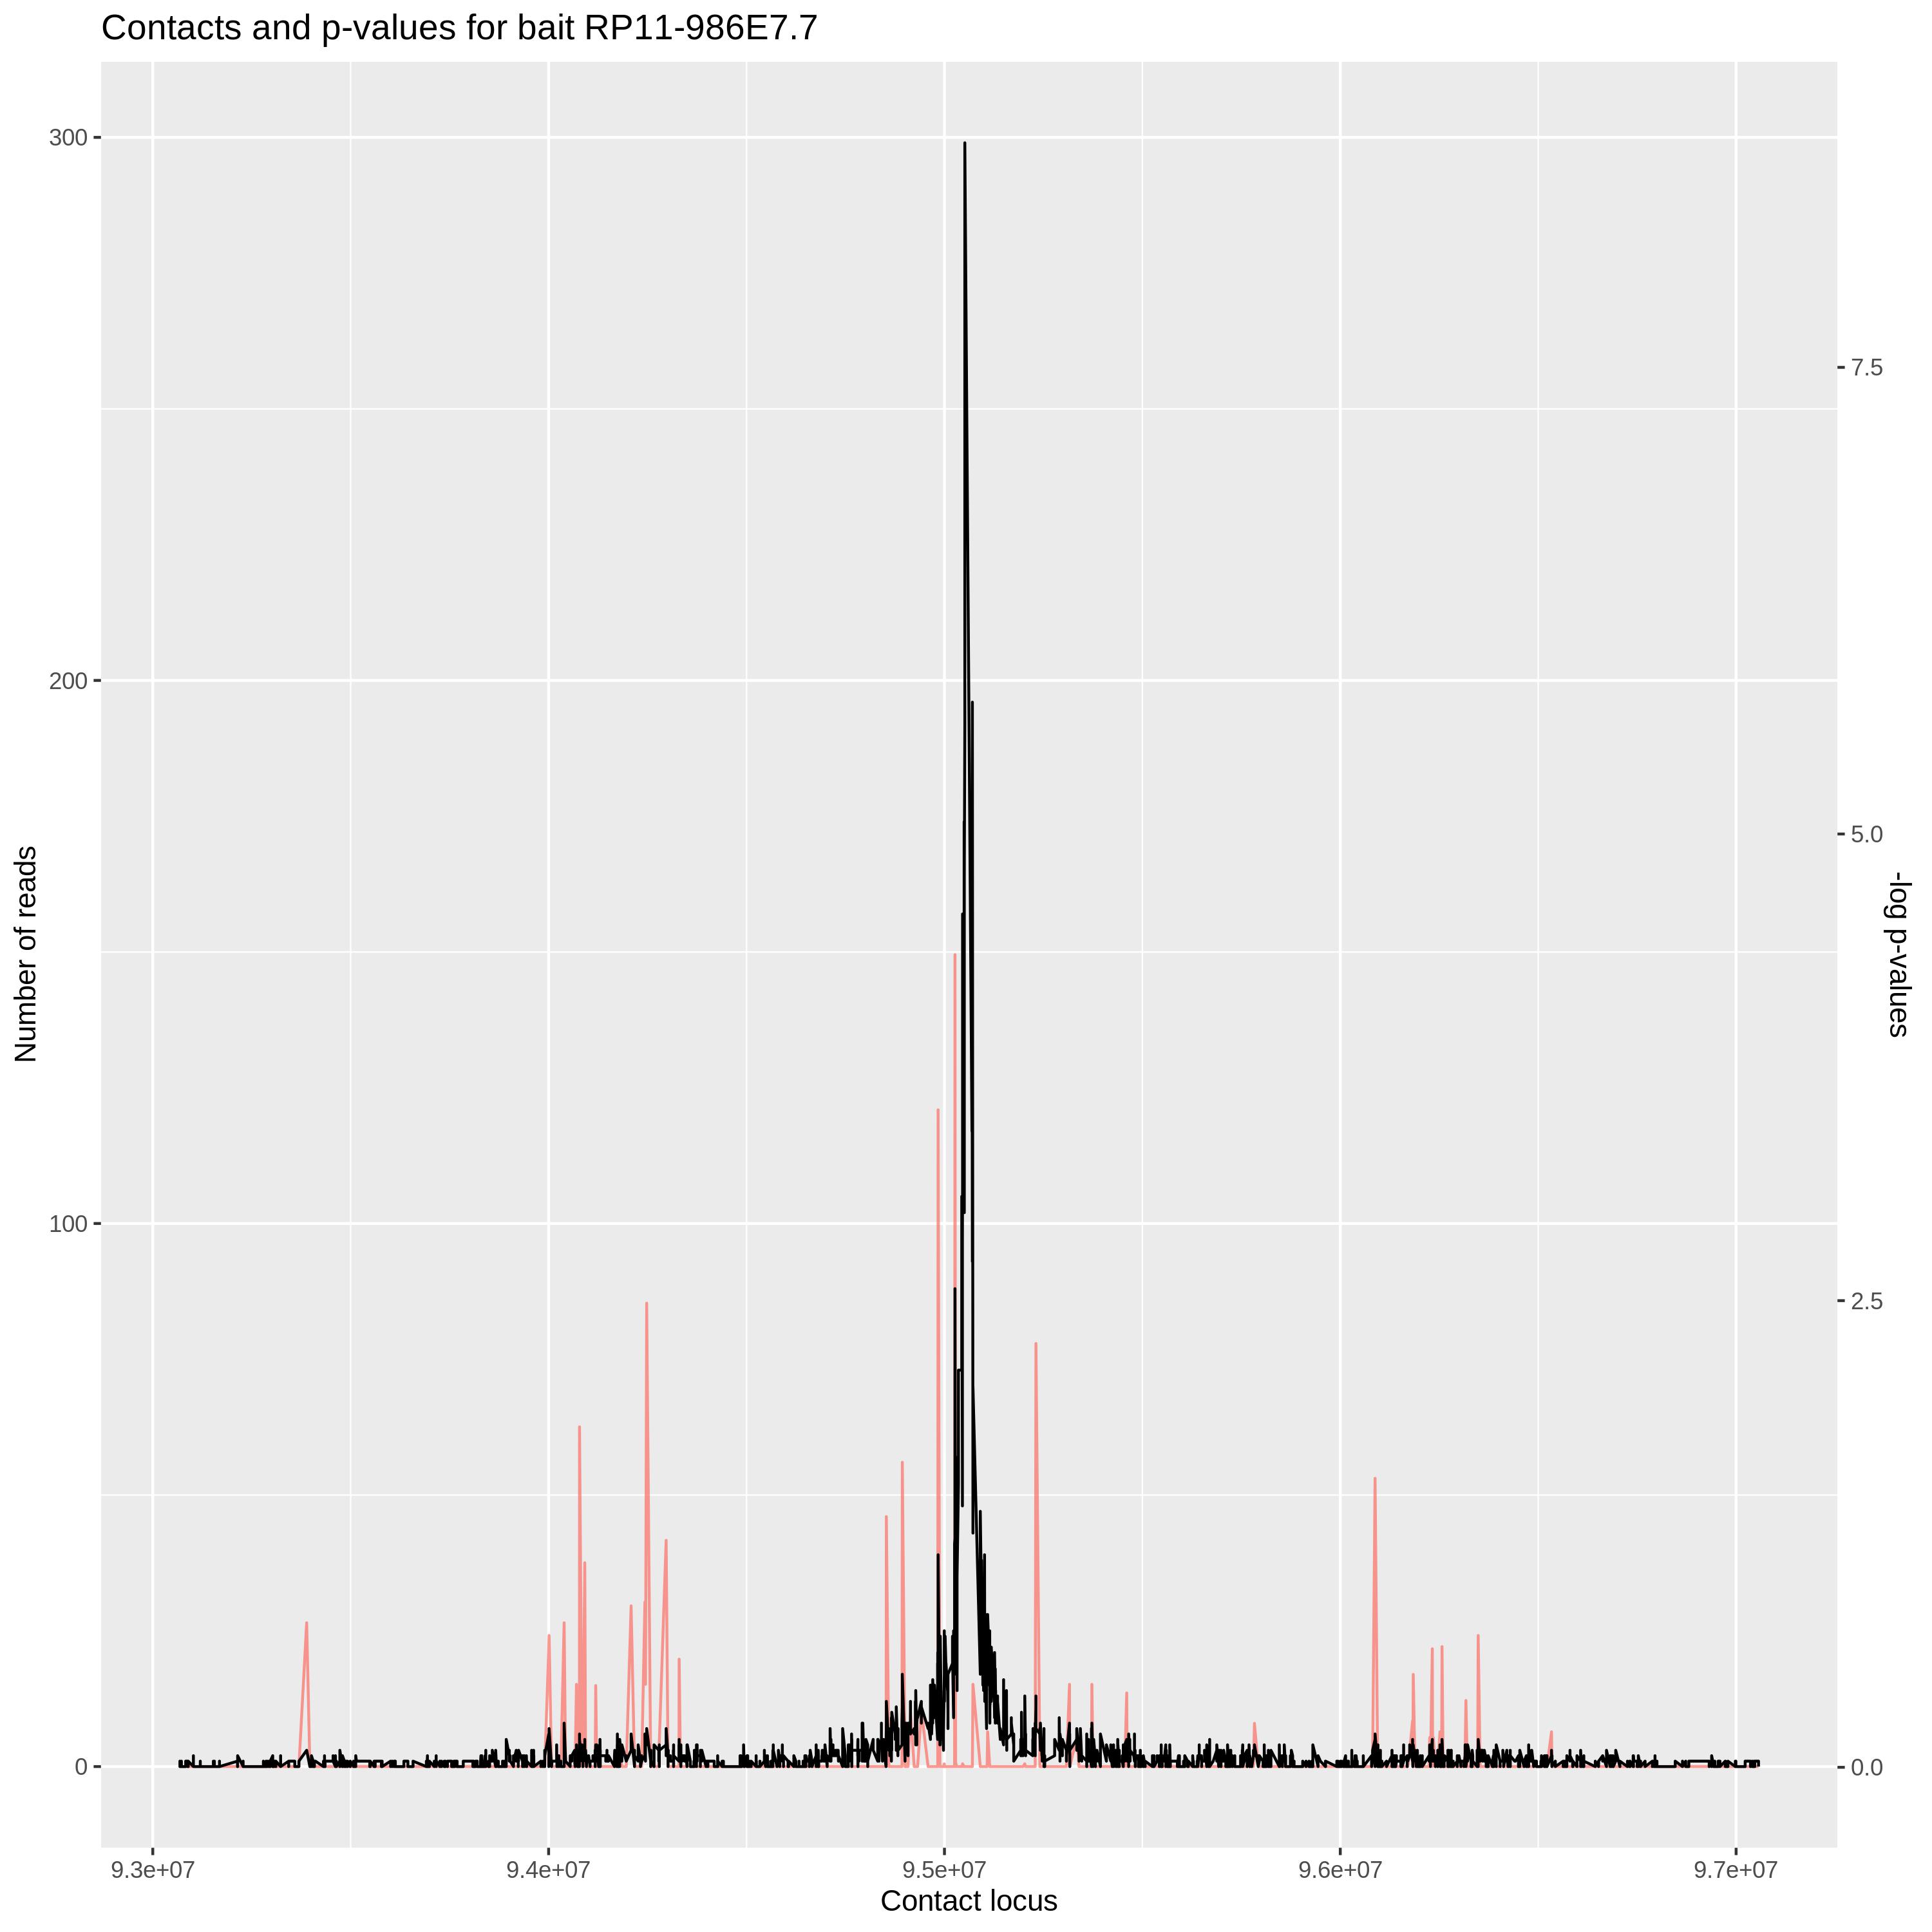 Contacts and p-values for bait RP11-986E7.7
300
200
100
0
Number of reads
7.5
5.0
2.5
0.0
-log p-values
9.3e+07 9.4e+07 9.5e+07 9.6e+07 9.7e+07
Contact locus